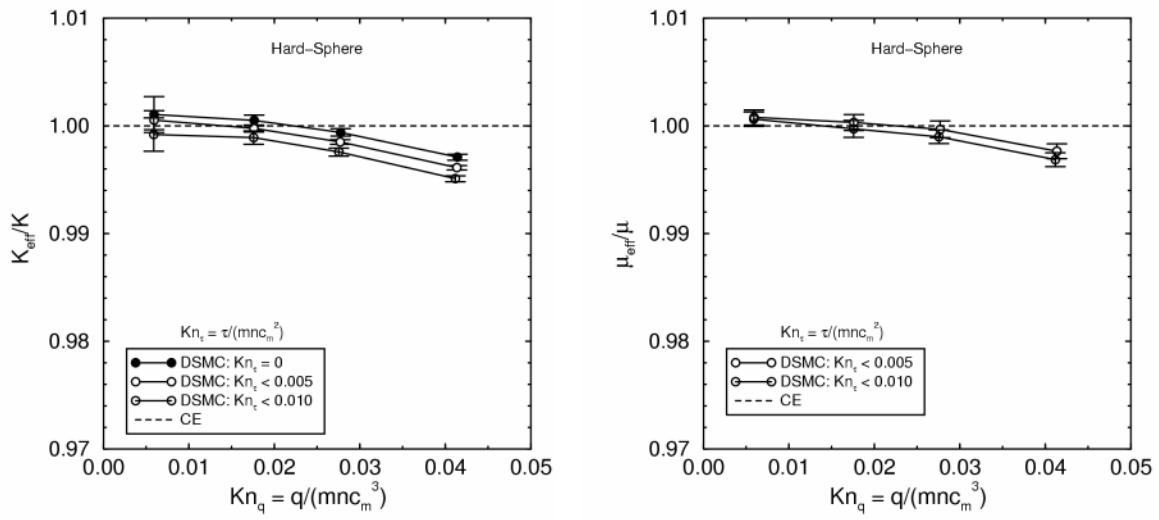 1.01
Hard–Sphere
1.00
0.99
0.98
0.97
K_eff/K
Kn_τ = τ/(mnc_m^2)
DSMC: Kn_τ = 0
DSMC: Kn_τ < 0.005
DSMC: Kn_τ < 0.010
CE
0.00 0.01 0.02 0.03 0.04 0.05
Kn_q = q/(mnc_m^3)
1.01
Hard–Sphere
1.00
0.99
0.98
0.97
μ_eff/μ
Kn_τ = τ/(mnc_m^2)
DSMC: Kn_τ < 0.005
DSMC: Kn_τ < 0.010
CE
0.00 0.01 0.02 0.03 0.04 0.05
Kn_q = q/(mnc_m^3)